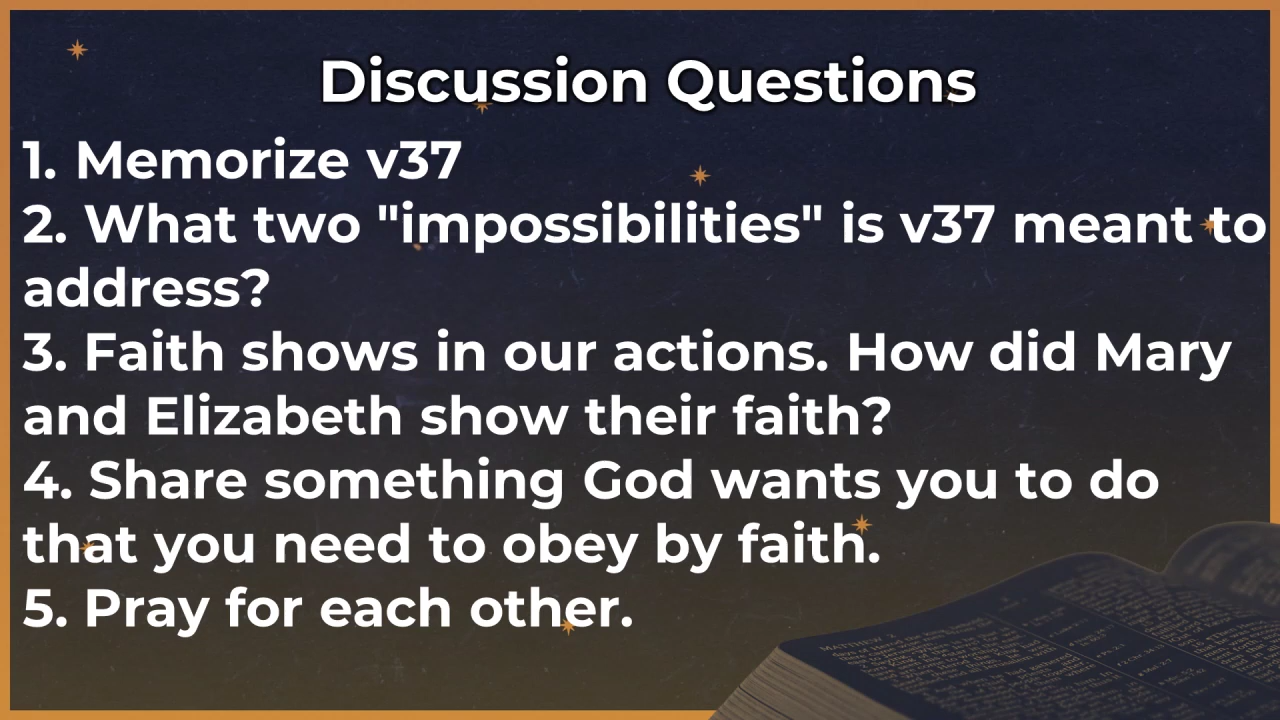 Discussion Questions
1. Memorize v37
2. What two "impossibilities" is v37 meant to
address?
3. Faith shows in our actions. How did Mary
and Elizabeth show their faith?
4. Share something God wants you to do
that you need to obey by faith.
5. Pray for each other.
MATTHEW 2